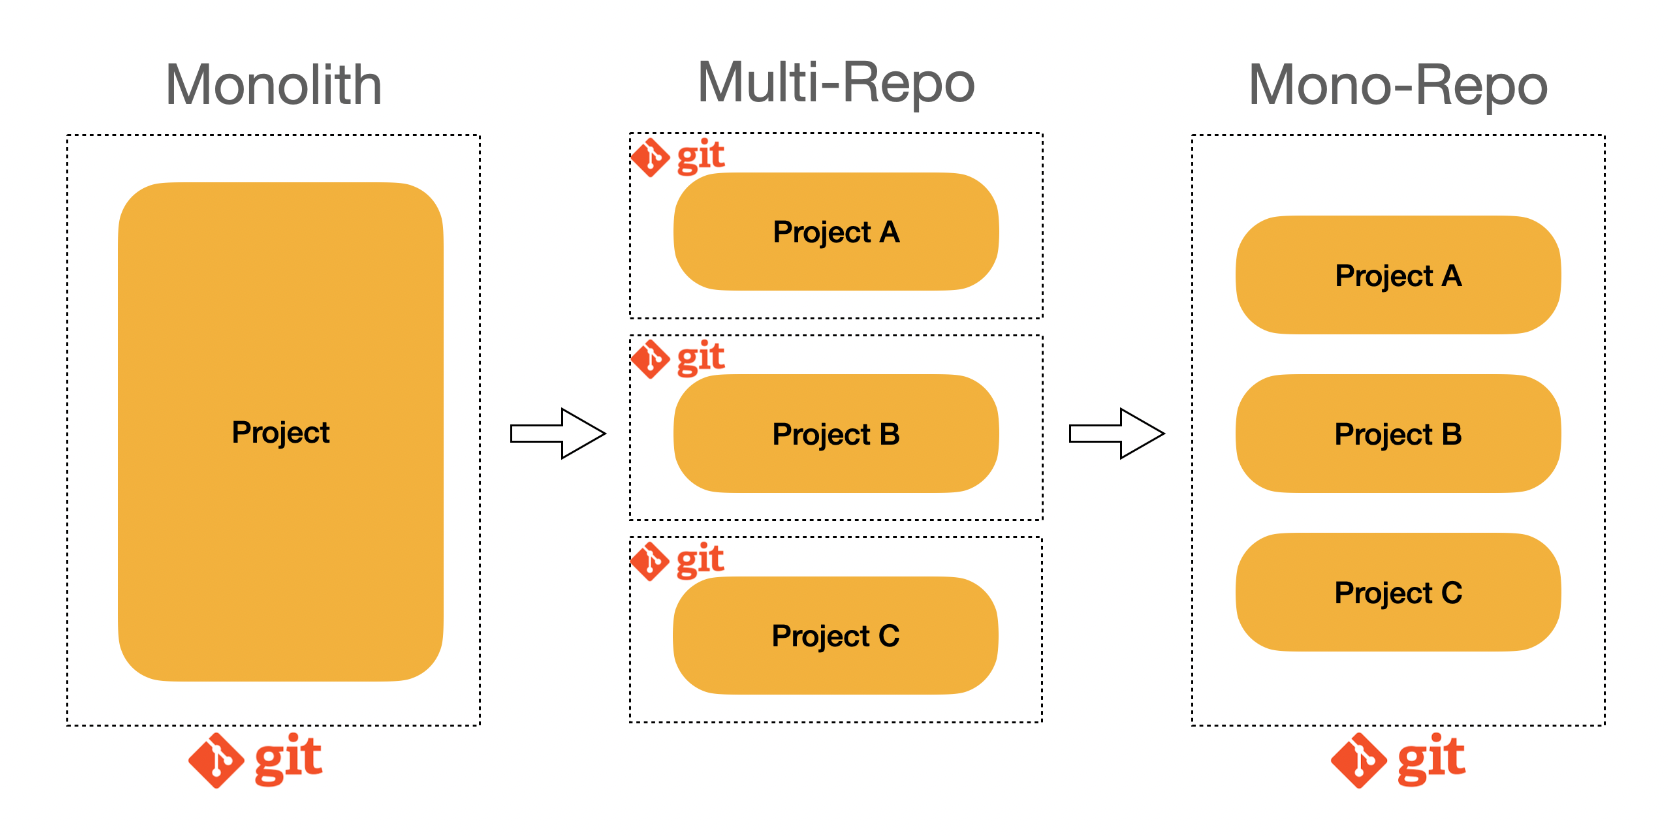 Monolith
Project
git
Multi-Repo
git
Project A
git
Project B
git
Project C
Mono-Repo
Project A
Project B
Project C
git